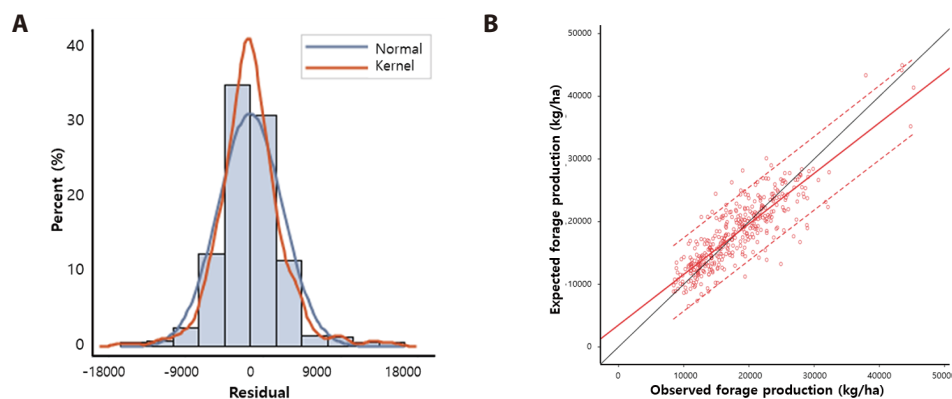 A
Percent (%)
40
30
20
10
0
Normal
Kernel
-18000 -9000 0 9000 18000
Residual
B
Expected forage production (kg/ha)
50000
40000
30000
20000
10000
0
0 10000 20000 30000 40000 50000
Observed forage production (kg/ha)